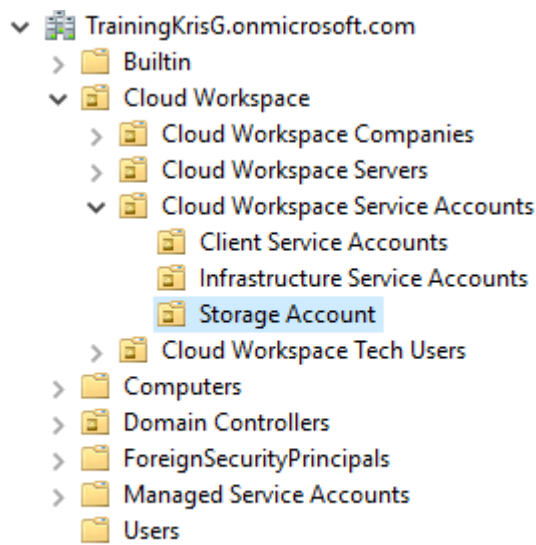 TrainingKrisG.onmicrosoft.com
Builtin
Cloud Workspace
Cloud Workspace Companies
Cloud Workspace Servers
Cloud Workspace Service Accounts
Client Service Accounts
Infrastructure Service Accounts
Storage Account
Cloud Workspace Tech Users
Computers
Domain Controllers
ForeignSecurityPrincipals
Managed Service Accounts
Users